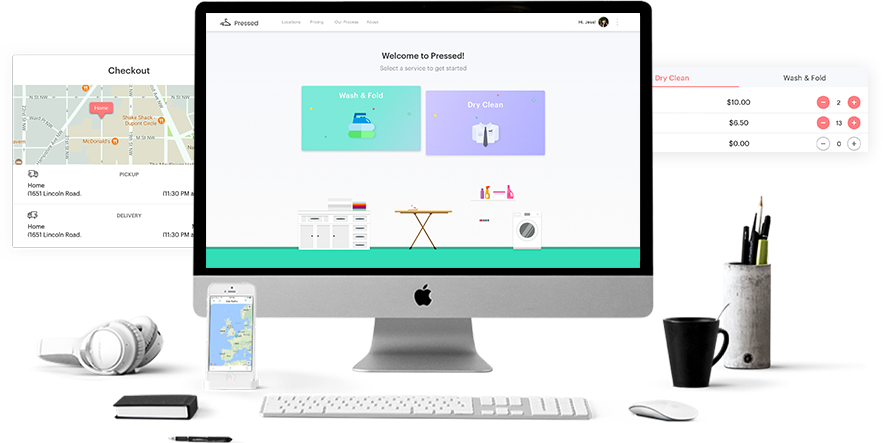 Pressed
Locations Pricing Our Process
Hi, Jess!
Welcome to Pressed!
Select a service to get started
Wash & Fold
Dry Clean
Checkout
Home
Shake Shack
Dupont Circle
McDonald's
PICKUP
Home
(1651 Lincoln Road.
(11:30 PM a
DELIVERY
Home
(1651 Lincoln Road.
(11:30 PM a
Dry Clean Wash & Fold
$10.00 − 2 +
$6.50 − 13 +
$0.00 − 0 +